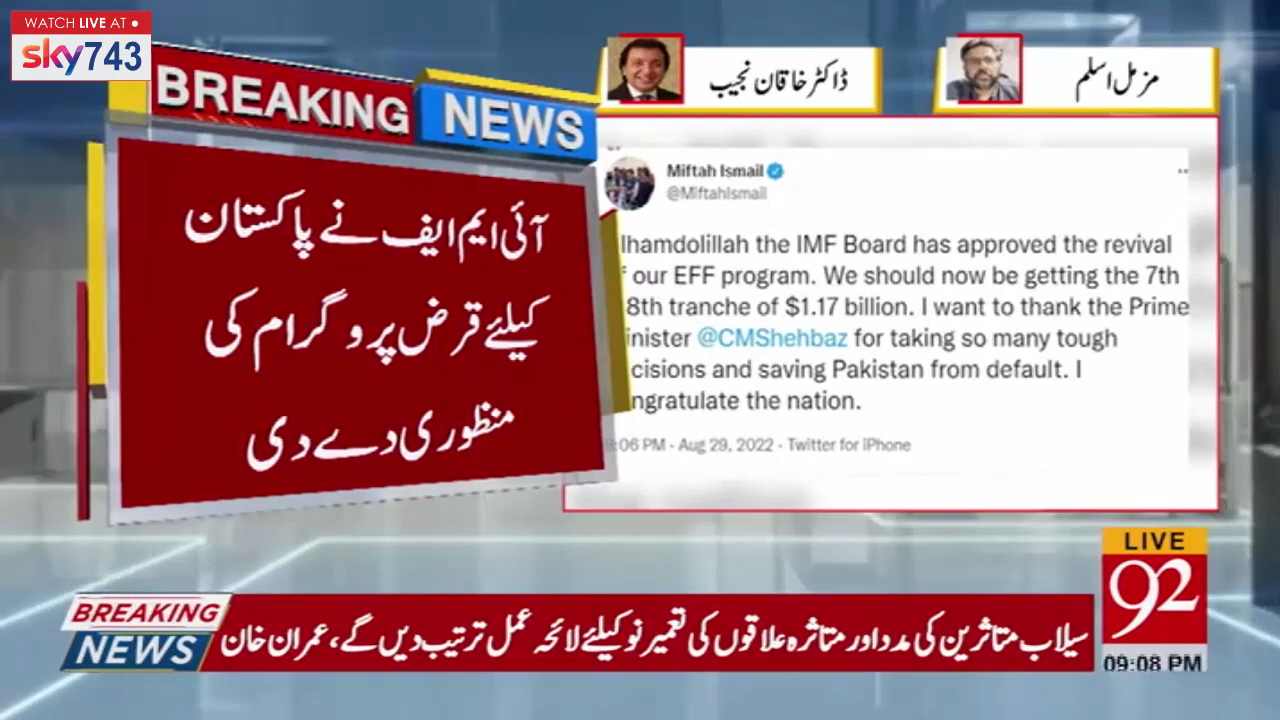 WATCH LIVE AT
sky743
BREAKING NEWS
آئی ایم ایف نے پاکستان
کیلئے قرض پروگرام کی
منظوری دے دی
ڈاکٹر خاقان نجیب
مزمل اسلم
Miftah Ismail
@MiftahIsmail
lhamdolillah the IMF Board has approved the revival
our EFF program. We should now be getting the 7th
8th tranche of $1.17 billion. I want to thank the Prime
inister @CMShehbaz for taking so many tough
cisions and saving Pakistan from default. I
ngratulate the nation.
:06 PM - Aug 29, 2022 - Twitter for iPhone
LIVE
92
09:08 PM
BREAKING
NEWS
سیلاب متاثرین کی مدد اور متاثرہ علاقوں کی تعمیر نو کیلئے لائحہ عمل ترتیب دیں گے، عمران خان